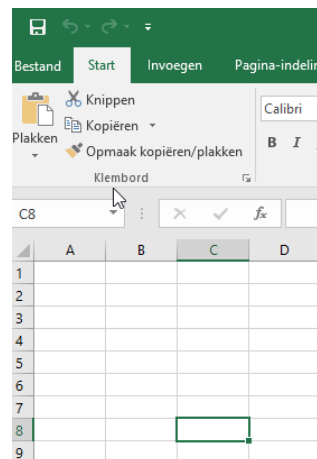 Bestand Start Invoegen Pagina-indelin
Knippen
Kopiëren
Plakken
Opmaak kopiëren/plakken
Klembord
Calibri
B I
C8 fx
A B C D
1
2
3
4
5
6
7
8
9